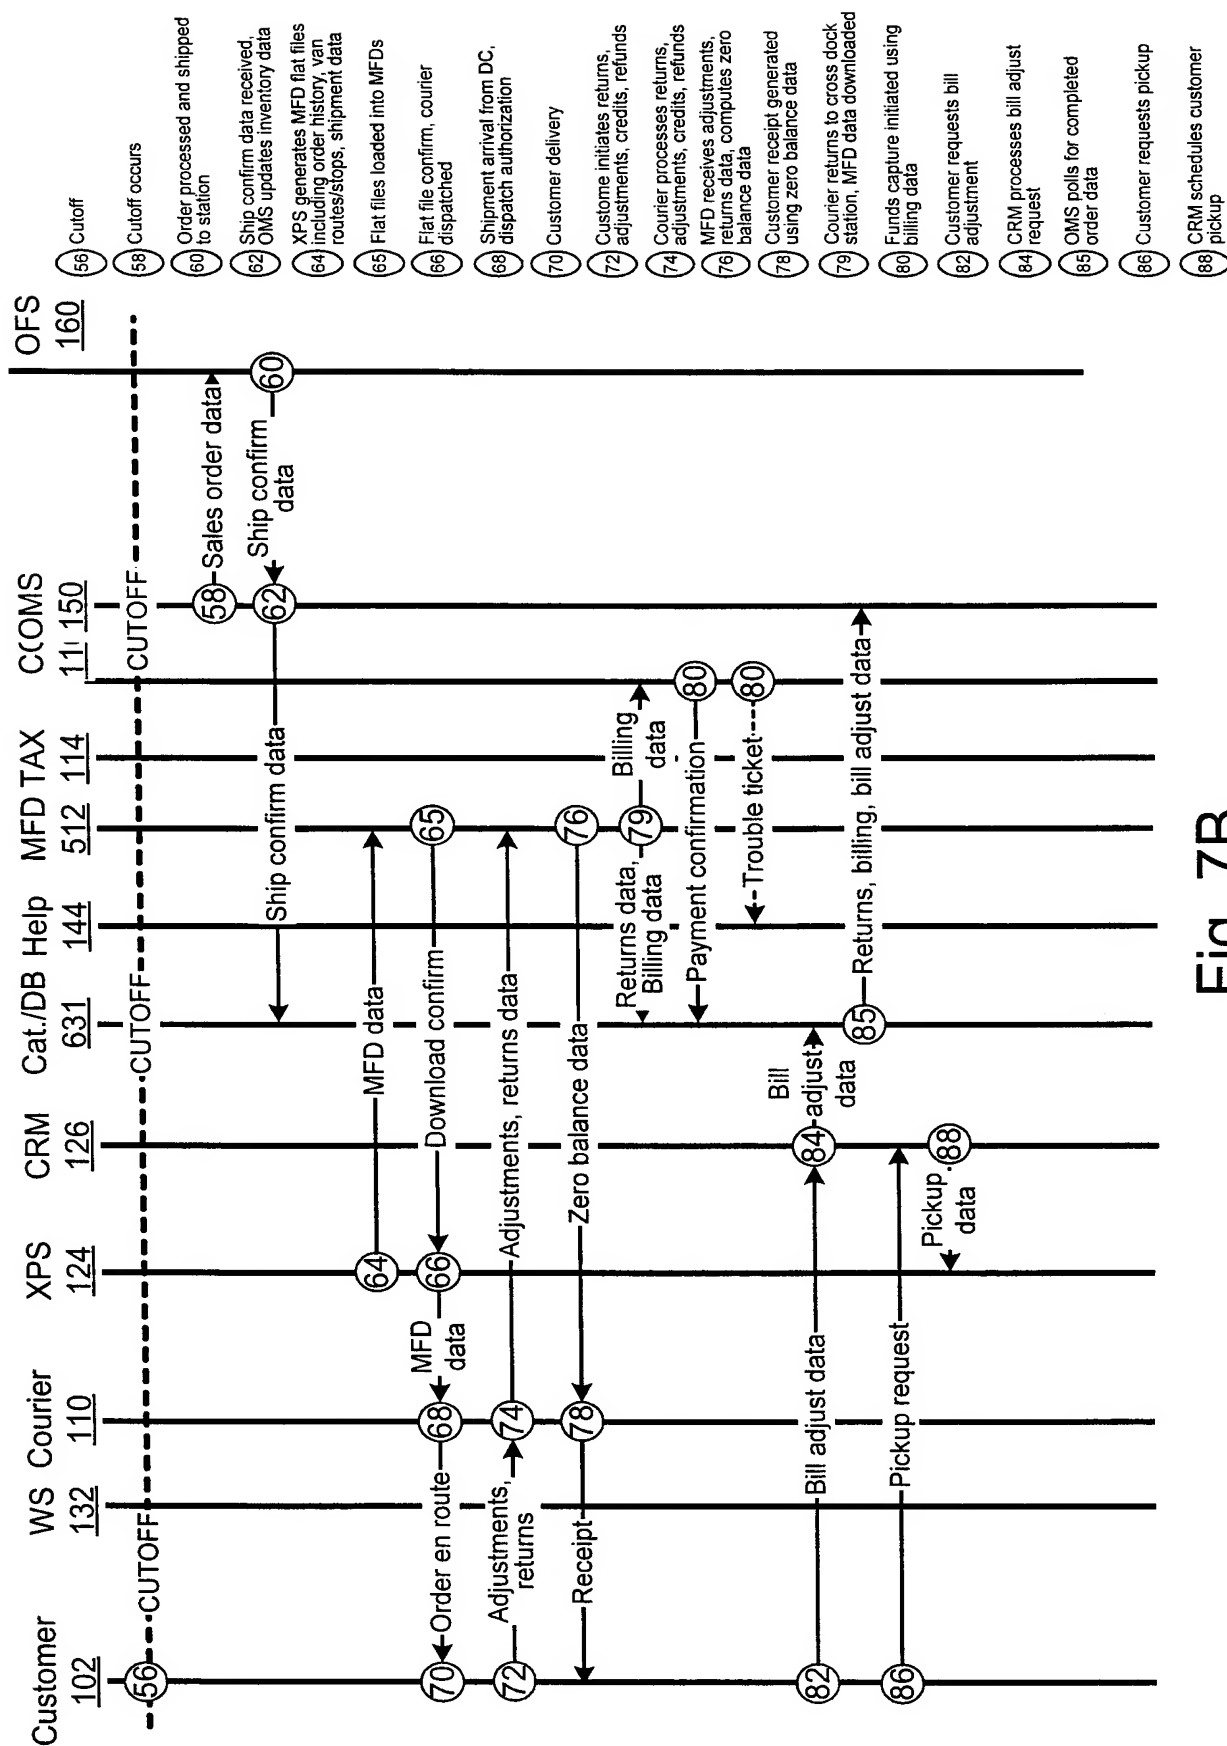 Customer
102
WS
132
Courier
110
XPS
124
CRM
126
Cat./DB
631
Help
144
MFD
512
TAX
114
C(
11
OMS
150
OFS
160
56
CUTOFF
CUTOFF
CUTOFF
58
Sales order data
60
Ship confirm
data
62
Ship confirm data
64
MFD data
65
Download confirm
66
MFD
data
68
Order en route
70
72
Adjustments,
returns
74
Adjustments, returns data
76
Zero balance data
78
Receipt
79
Returns data,
Billing data
Billing
data
80
Payment confirmation
80
Trouble ticket
82
Bill adjust data
84
Bill
adjust
data
85
Returns, billing, bill adjust data
86
Pickup request
88
Pickup
data
56 Cutoff
58 Cutoff occurs
60 Order processed and shipped
to station
62 Ship confirm data received,
OMS updates inventory data
64 XPS generates MFD flat files
including order history, van
routes/stops, shipment data
65 Flat files loaded into MFDs
66 Flat file confirm, courier
dispatched
68 Shipment arrival from DC,
dispatch authorization
70 Customer delivery
72 Custome initiates returns,
adjustments, credits, refunds
74 Courier processes returns,
adjustments, credits, refunds
76 MFD receives adjustments,
returns data, computes zero
balance data
78 Customer receipt generated
using zero balance data
79 Courier returns to cross dock
station, MFD data downloaded
80 Funds capture initiated using
billing data
82 Customer requests bill
adjustment
84 CRM processes bill adjust
request
85 OMS polls for completed
order data
86 Customer requests pickup
88 CRM schedules customer
pickup
Fig. 7B